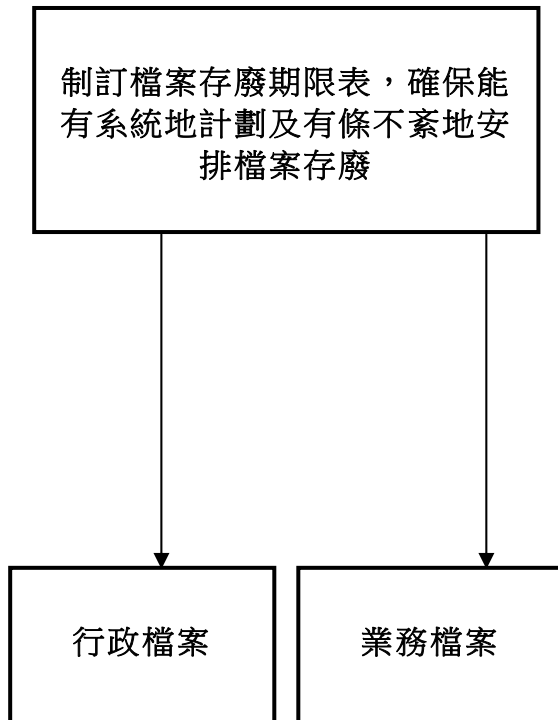 制訂檔案存廢期限表，確保能
有系統地計劃及有條不紊地安
排檔案存廢
行政檔案
業務檔案